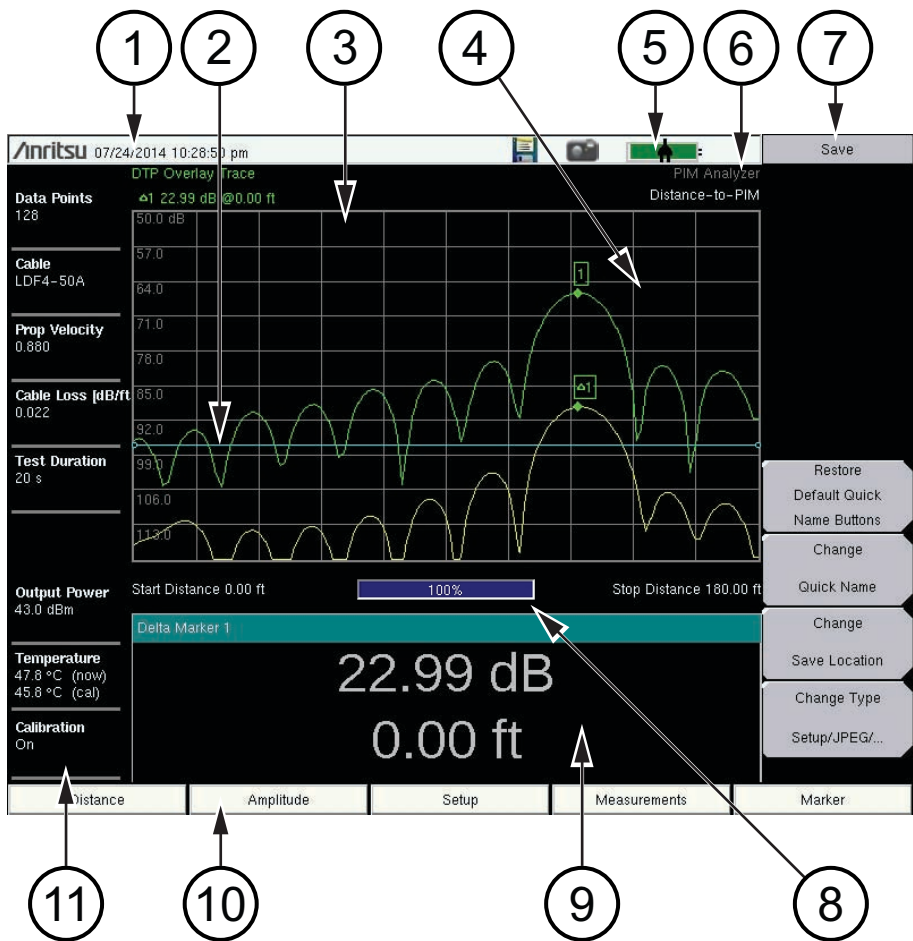 1
2
3
4
5
6
7
Anritsu 07/24/2014 10:28:50 pm
Save
DTP Overlay Trace
PIM Analyzer
Δ1 22.99 dB @0.00 ft
Distance-to-PIM
Data Points
128
Cable
LDF4-50A
Prop Velocity
0.880
Cable Loss [dB/ft
0.022
Test Duration
20 s
Output Power
43.0 dBm
Temperature
47.8 °C (now)
45.8 °C (cal)
Calibration
On
50.0 dB
57.0
64.0
71.0
78.0
85.0
92.0
99.0
106.0
113.0
1
Δ1
Start Distance 0.00 ft
100%
Stop Distance 180.00 ft
Delta Marker 1
22.99 dB
0.00 ft
Restore
Default Quick
Name Buttons
Change
Quick Name
Change
Save Location
Change Type
Setup/JPEG/...
Distance
Amplitude
Setup
Measurements
Marker
11
10
9
8